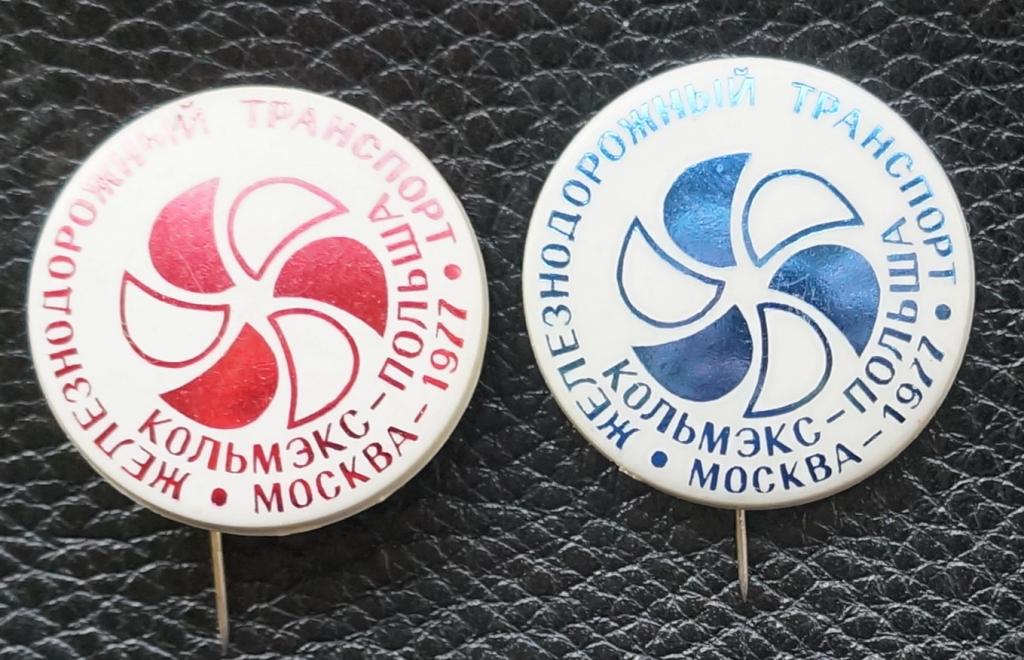 ЖЕЛЕЗНОДОРОЖНЫЙ ТРАНСПОРТ •
КОЛЬМЭКС-ПОЛЬША
• МОСКВА-1977
ЖЕЛЕЗНОДОРОЖНЫЙ ТРАНСПОРТ •
КОЛЬМЭКС-ПОЛЬША
• МОСКВА-1977